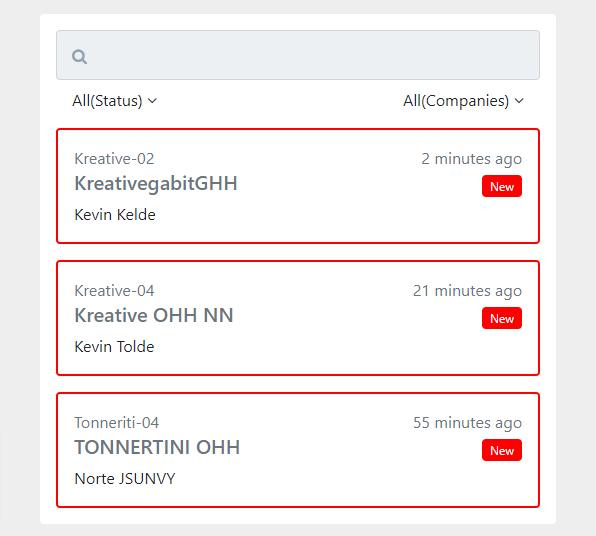 All(Status) All(Companies)
Kreative-02 2 minutes ago
KreativegabitGHH New
Kevin Kelde
Kreative-04 21 minutes ago
Kreative OHH NN New
Kevin Tolde
Tonneriti-04 55 minutes ago
TONNERTINI OHH New
Norte JSUNVY